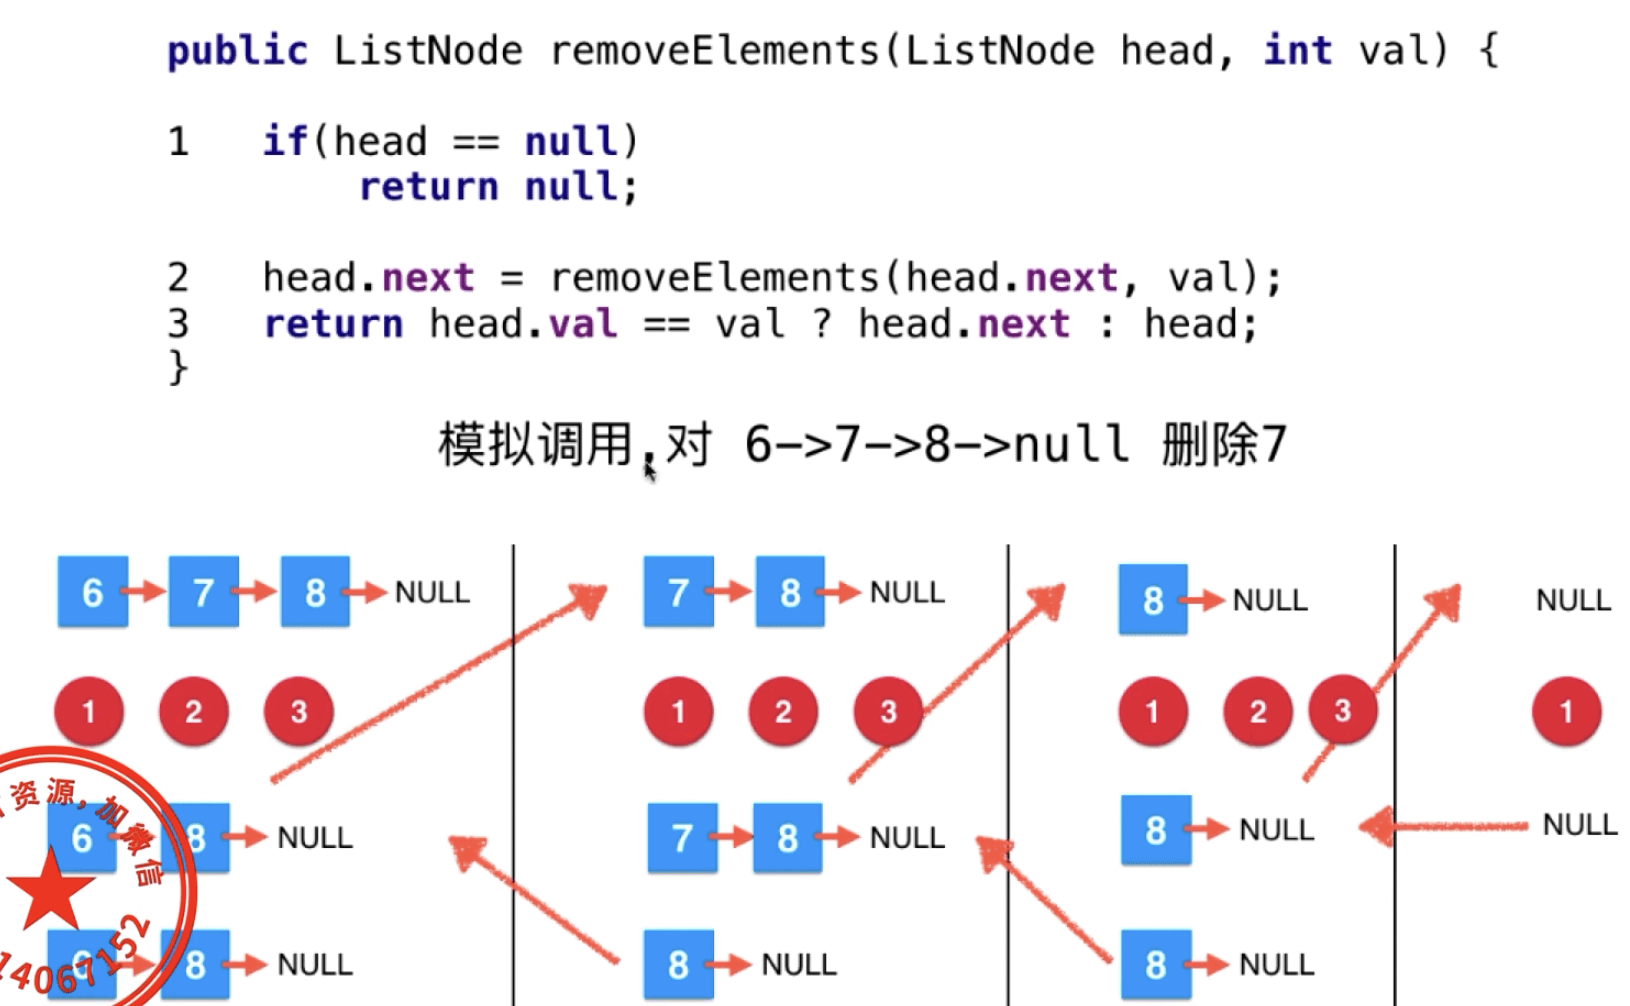 public ListNode removeElements(ListNode head, int val) {
1 if(head == null)
return null;
2 head.next = removeElements(head.next, val);
3 return head.val == val ? head.next : head;
}
模拟调用,对 6->7->8->null 删除7
6 7 8 NULL
7 8 NULL
8 NULL
NULL
1 2 3
1 2 3
1 2 3
1
6 8 NULL
7 8 NULL
8 NULL
NULL
6 8 NULL
8 NULL
8 NULL
资源,加微信
14067152